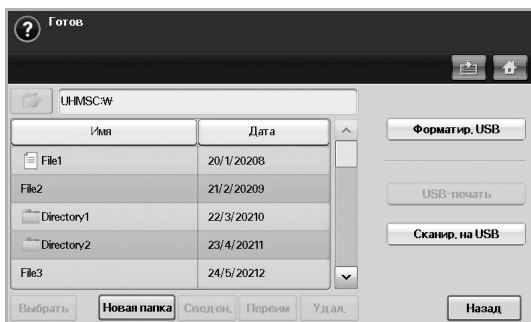 Готов
UHMSC:\
Имя Дата
File1 20/1/20208
File2 21/2/20209
Directory1 22/3/20210
Directory2 23/4/20211
File3 24/5/20212
Форматир. USB
USB-печать
Сканир. на USB
Выбрать Новая папка Сведен. Переим Удал. Назад